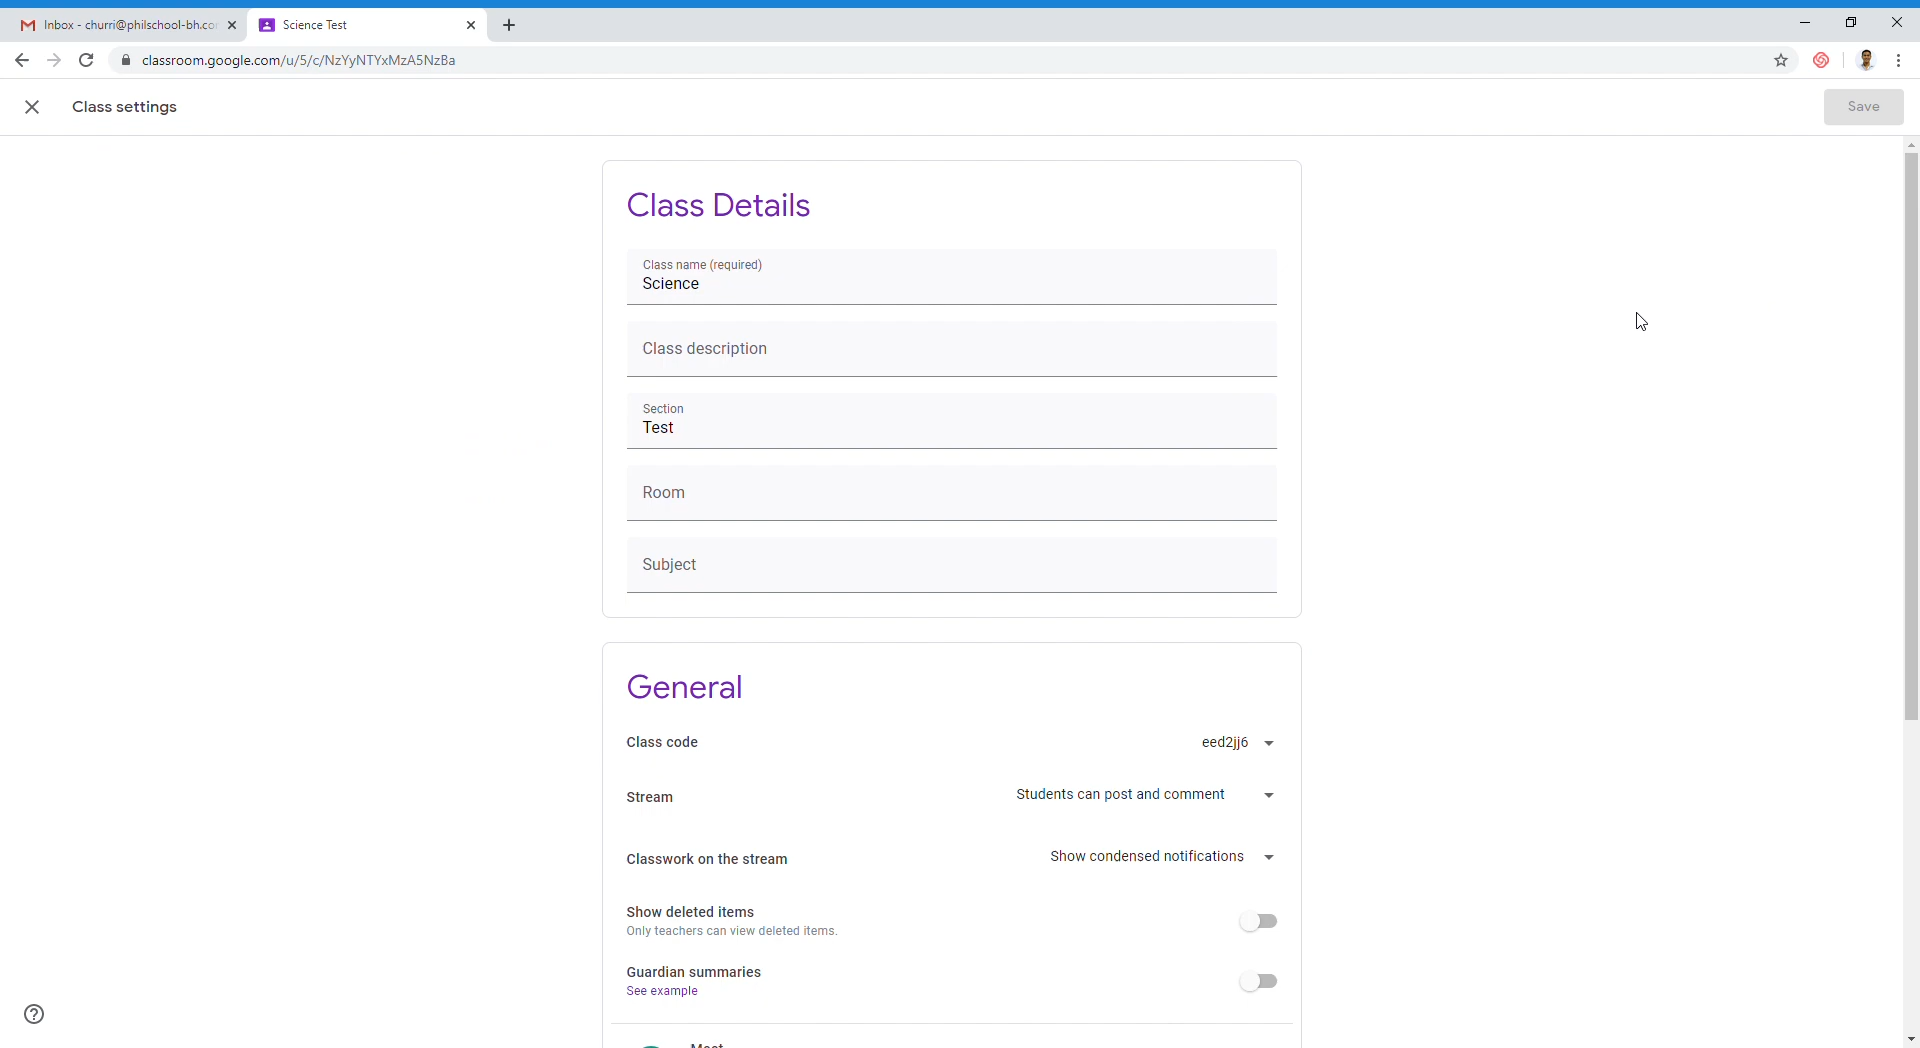 Inbox - churri@philschool-bh.co
Science Test
classroom.google.com/u/5/c/NzYyNTYxMzA5NzBa
Class settings
Save
Class Details
Class name (required)
Science
Class description
Section
Test
Room
Subject
General
Class code
eed2jj6
Stream
Students can post and comment
Classwork on the stream
Show condensed notifications
Show deleted items
Only teachers can view deleted items.
Guardian summaries
See example
Meet